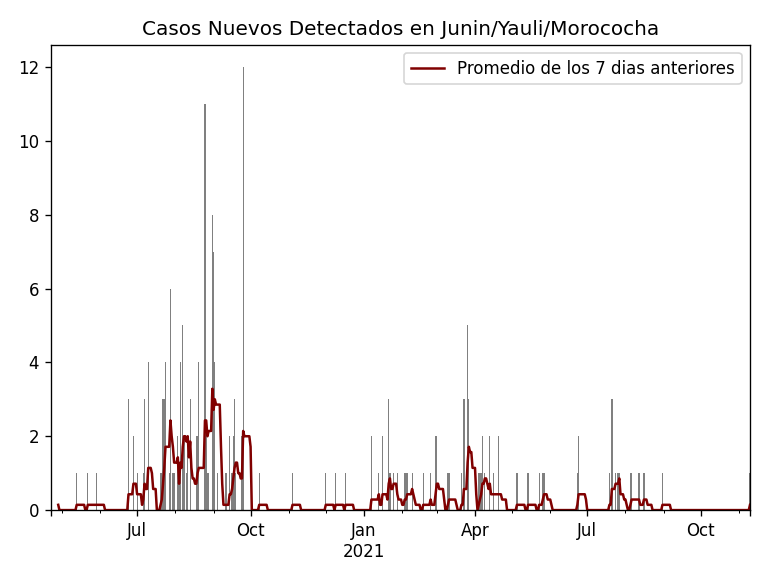 Casos Nuevos Detectados en Junin/Yauli/Morococha
Promedio de los 7 dias anteriores
12
10
8
6
4
2
0
Jul Oct Jan Apr Jul Oct
2021